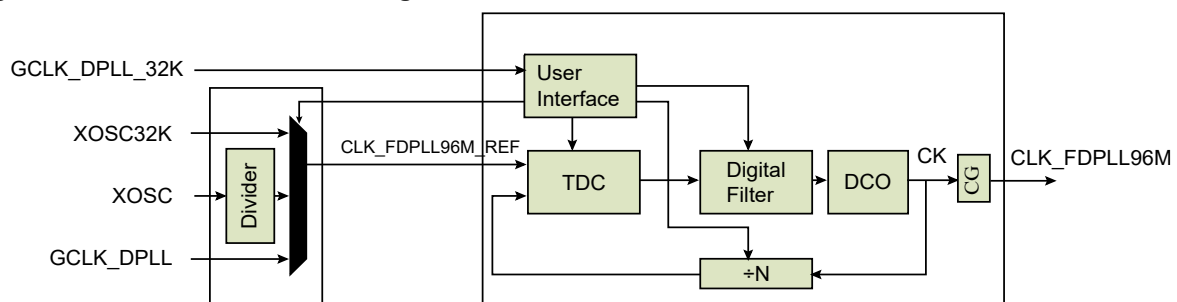 GCLK_DPLL_32K
User
Interface
XOSC32K
CLK_FDPLL96M_REF
XOSC
Divider
TDC
Digital
Filter
DCO
CK
CG
CLK_FDPLL96M
GCLK_DPLL
÷N